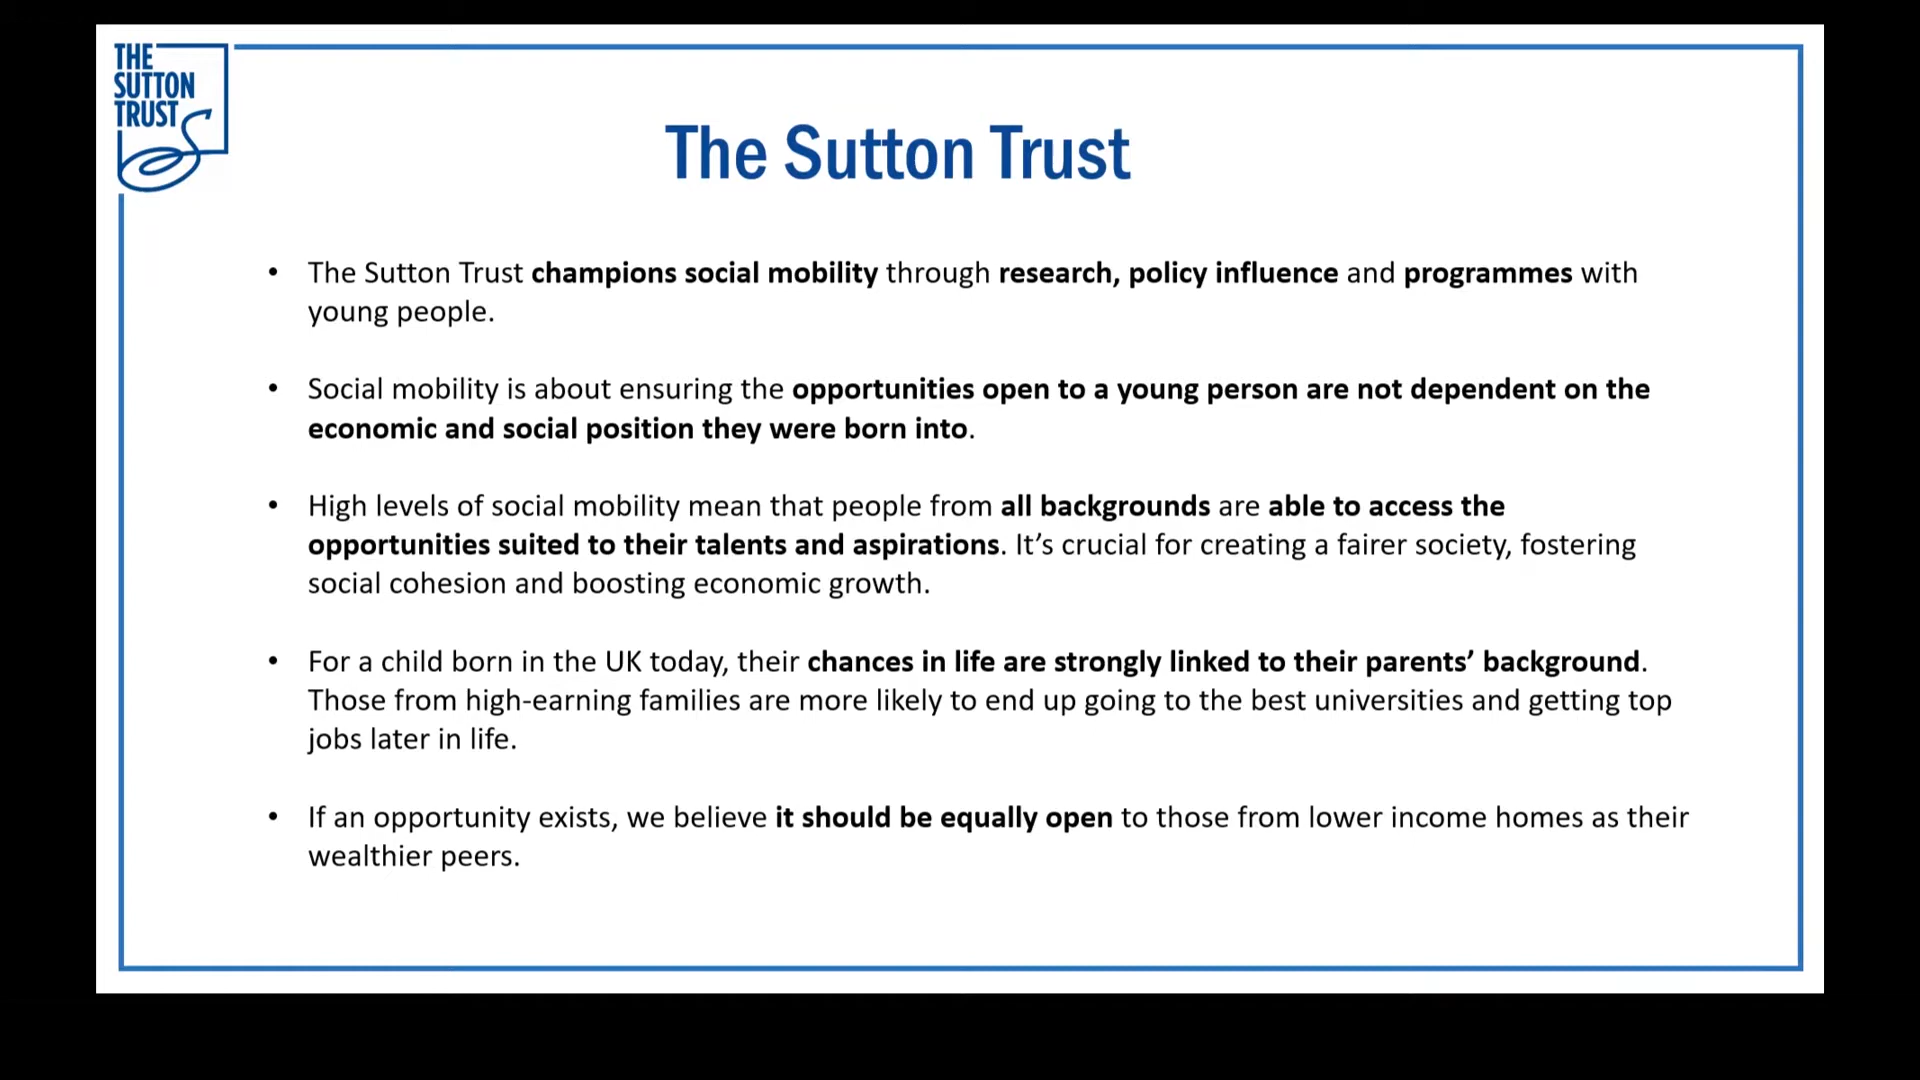 THE
SUTTON
TRUST
The Sutton Trust
• The Sutton Trust champions social mobility through research, policy influence and programmes with
young people.
• Social mobility is about ensuring the opportunities open to a young person are not dependent on the
economic and social position they were born into.
• High levels of social mobility mean that people from all backgrounds are able to access the
opportunities suited to their talents and aspirations. It’s crucial for creating a fairer society, fostering
social cohesion and boosting economic growth.
• For a child born in the UK today, their chances in life are strongly linked to their parents’ background.
Those from high-earning families are more likely to end up going to the best universities and getting top
jobs later in life.
• If an opportunity exists, we believe it should be equally open to those from lower income homes as their
wealthier peers.